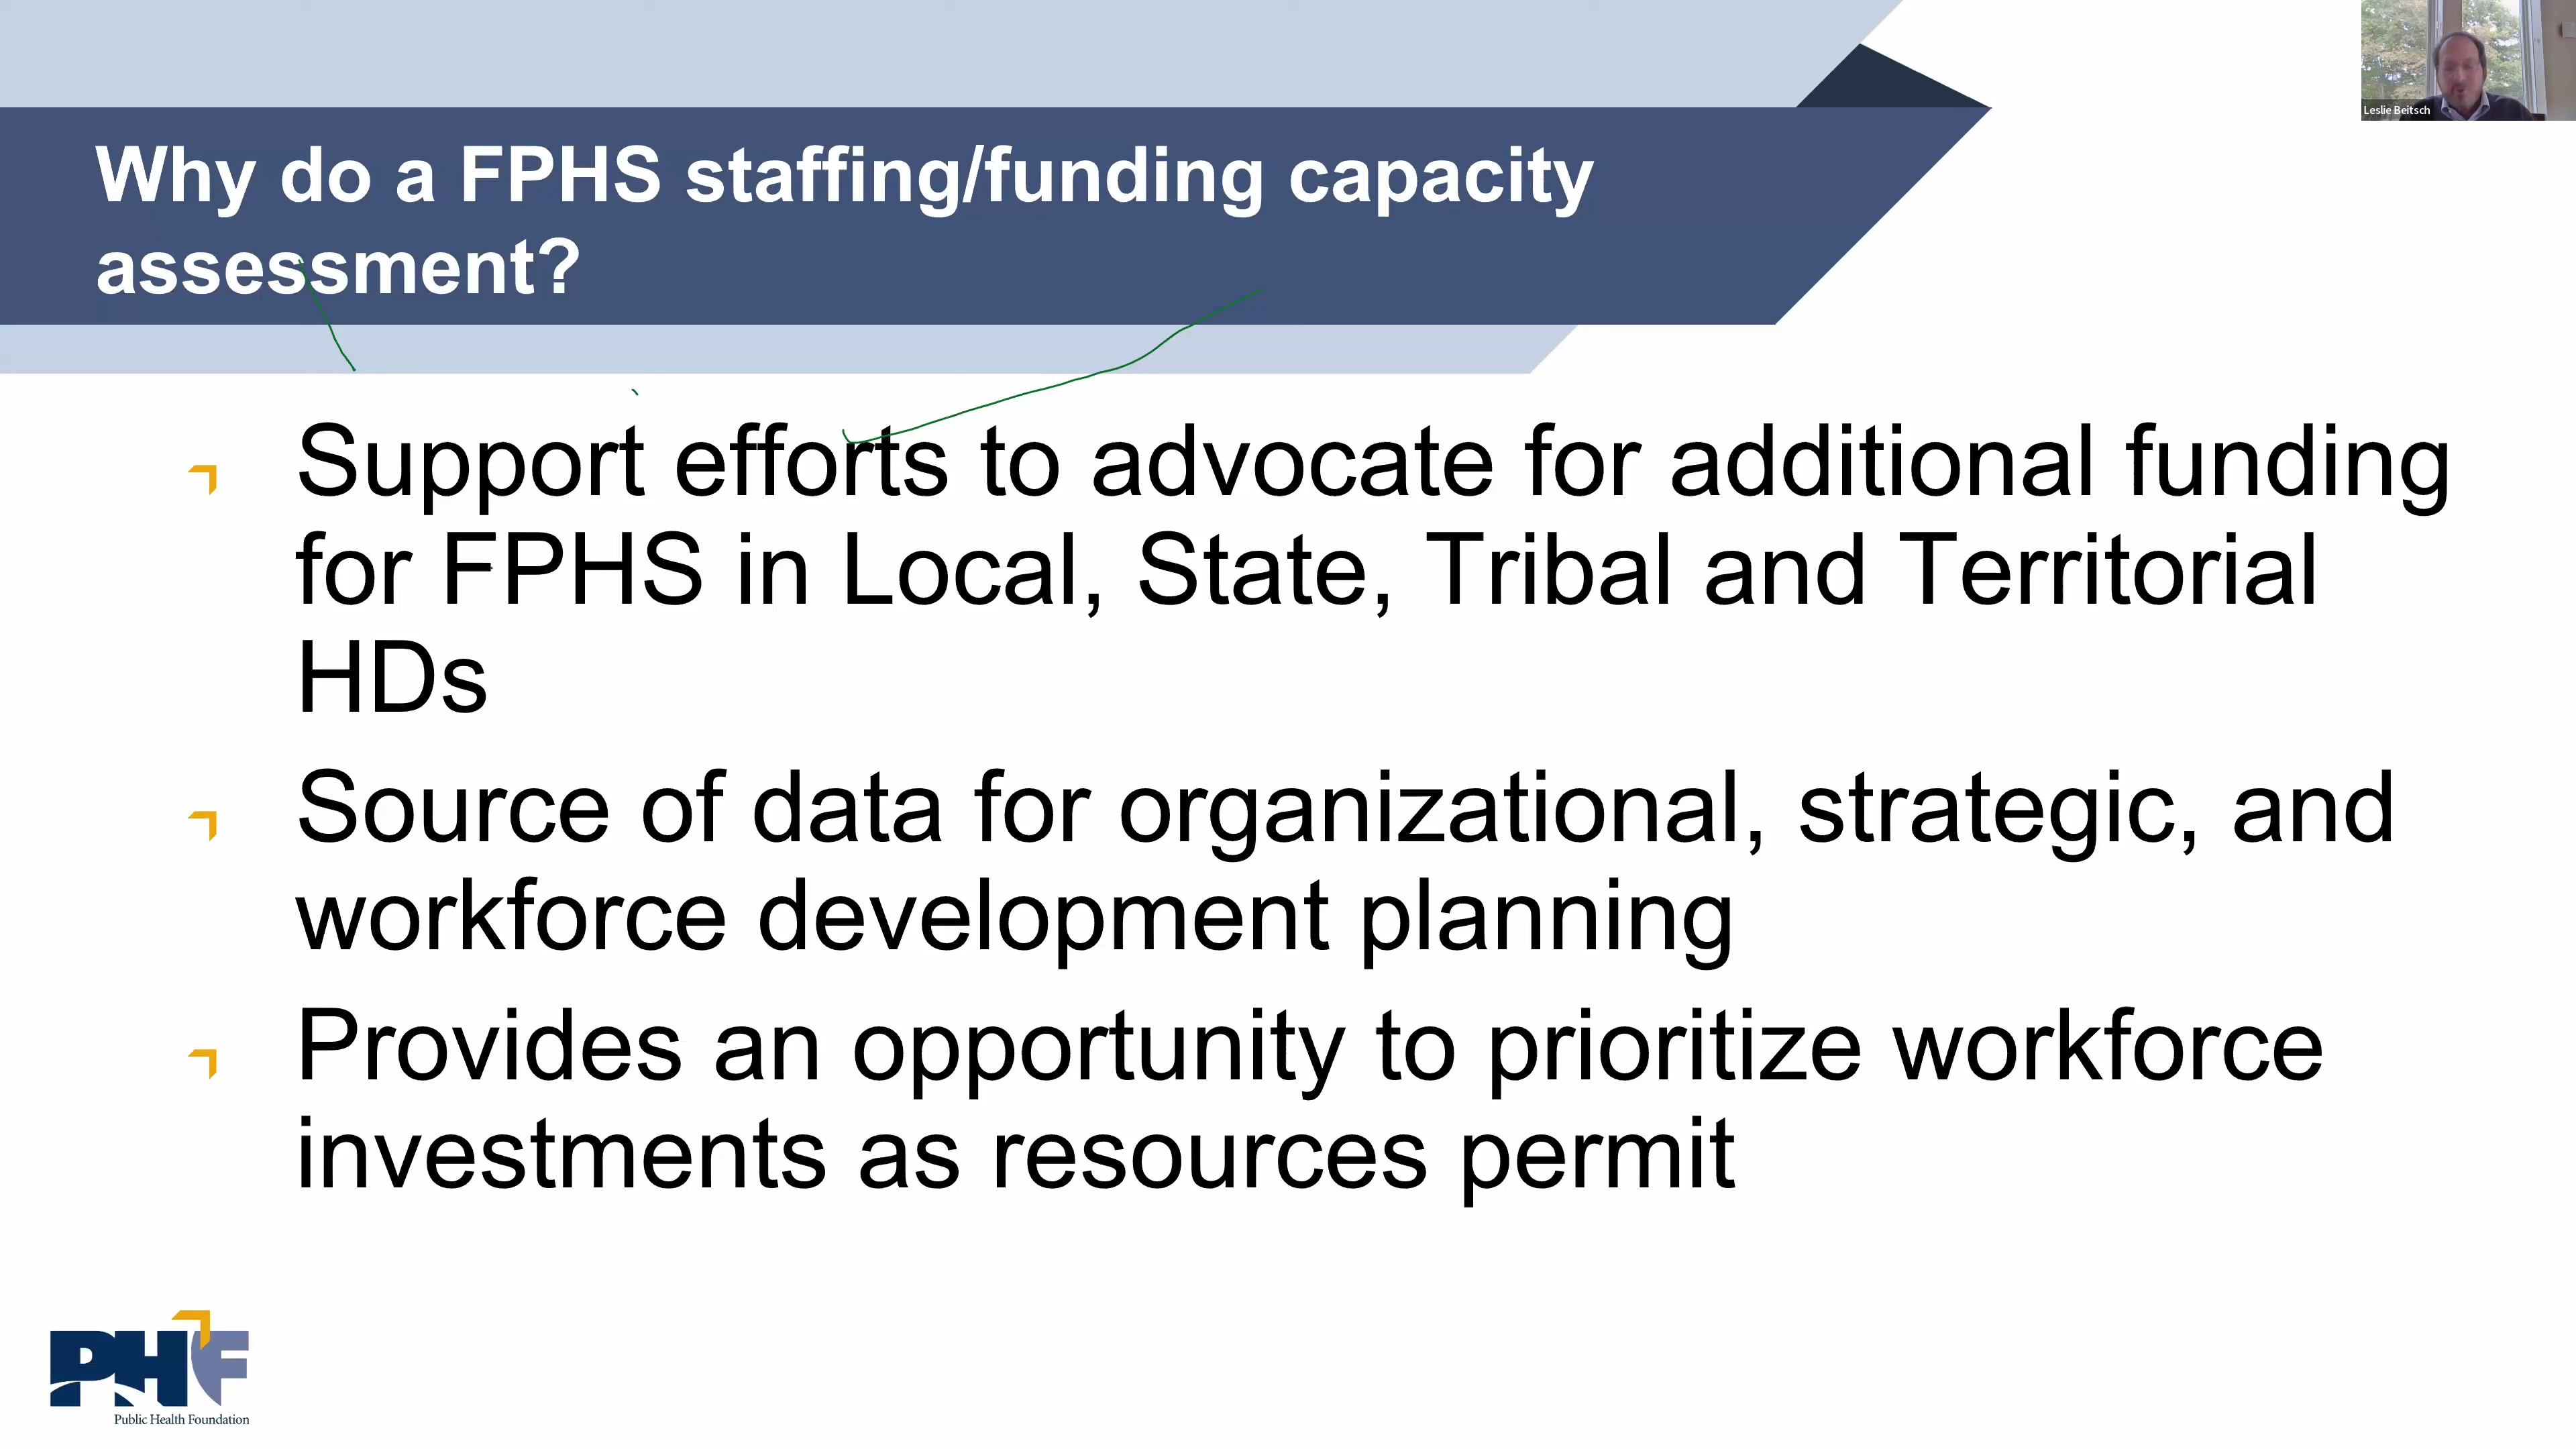 Leslie Beitsch
Why do a FPHS staffing/funding capacity
assessment?
Support efforts to advocate for additional funding
for FPHS in Local, State, Tribal and Territorial
HDs
Source of data for organizational, strategic, and
workforce development planning
Provides an opportunity to prioritize workforce
investments as resources permit
PHF
Public Health Foundation